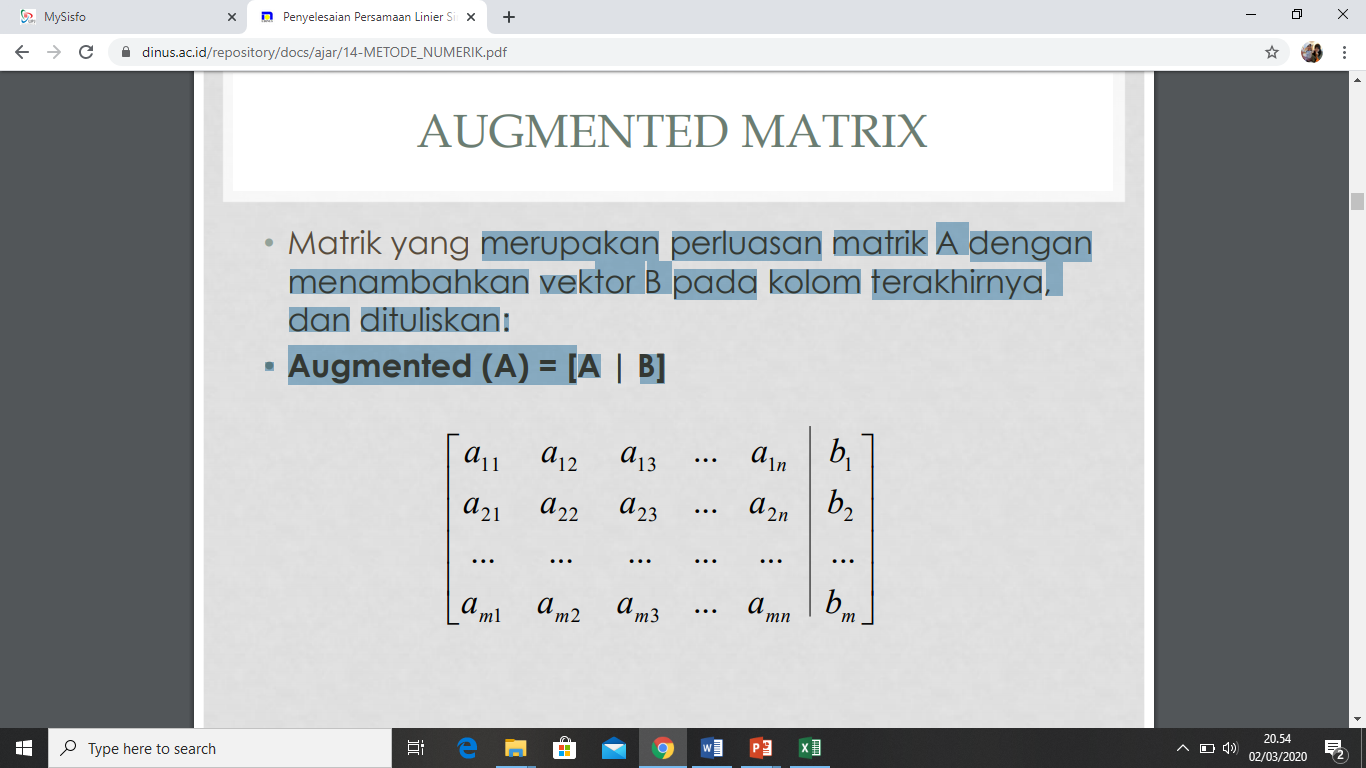 MySisfo
Penyelesaian Persamaan Linier Si
dinus.ac.id/repository/docs/ajar/14-METODE_NUMERIK.pdf
AUGMENTED MATRIX
• Matrik yang merupakan perluasan matrik A dengan
menambahkan vektor B pada kolom terakhirnya,
dan dituliskan:
• Augmented (A) = [A | B]
a11 a12 a13 ... a1n b1
a21 a22 a23 ... a2n b2
... ... ... ... ... ...
am1 am2 am3 ... amn bm
Type here to search
20.54
02/03/2020
2